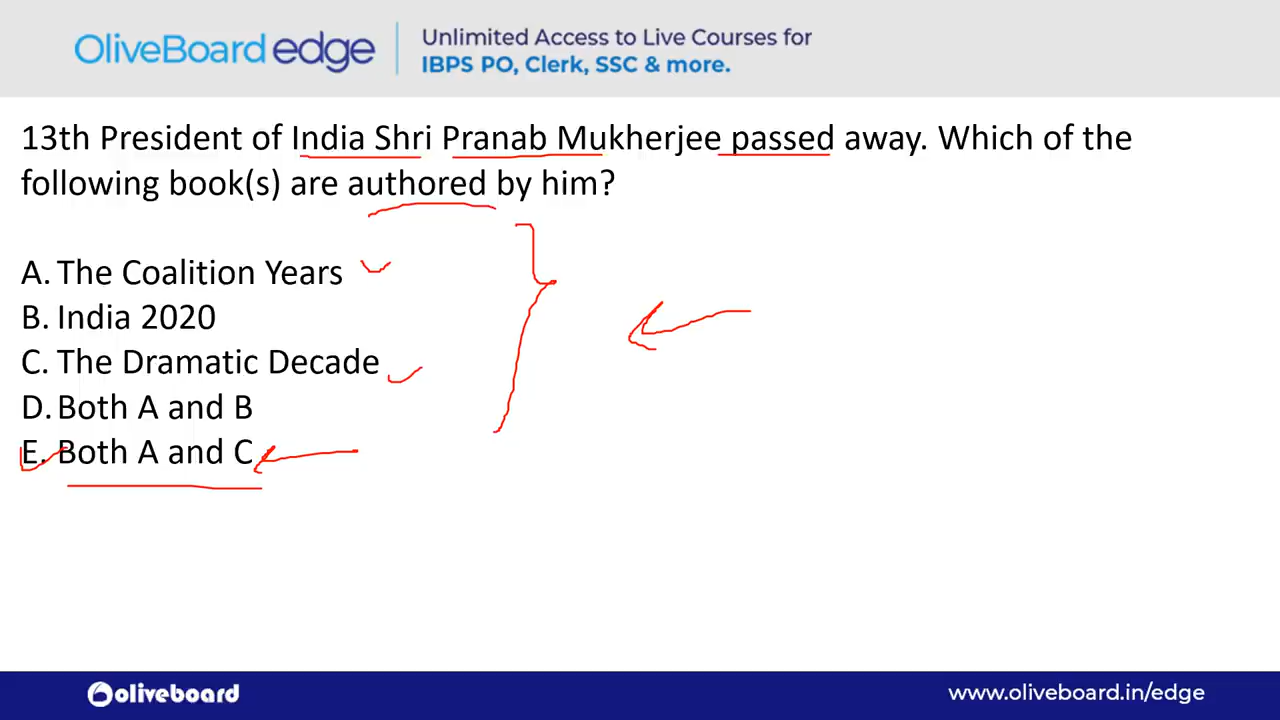 OliveBoard edge
Unlimited Access to Live Courses for
IBPS PO, Clerk, SSC & more.
13th President of India Shri Pranab Mukherjee passed away. Which of the
following book(s) are authored by him?
A. The Coalition Years
B. India 2020
C. The Dramatic Decade
D. Both A and B
E. Both A and C
oliveboard
www.oliveboard.in/edge